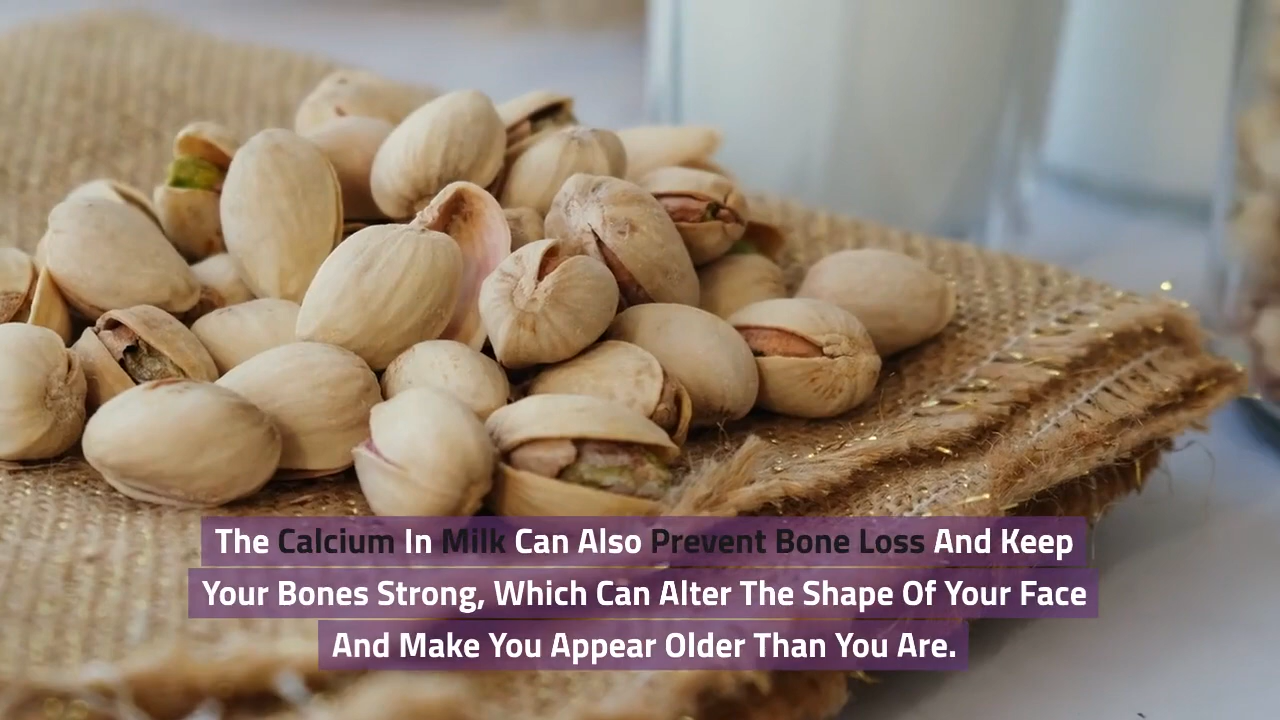 The Calcium In Milk Can Also Prevent Bone Loss And Keep
Your Bones Strong, Which Can Alter The Shape Of Your Face
And Make You Appear Older Than You Are.